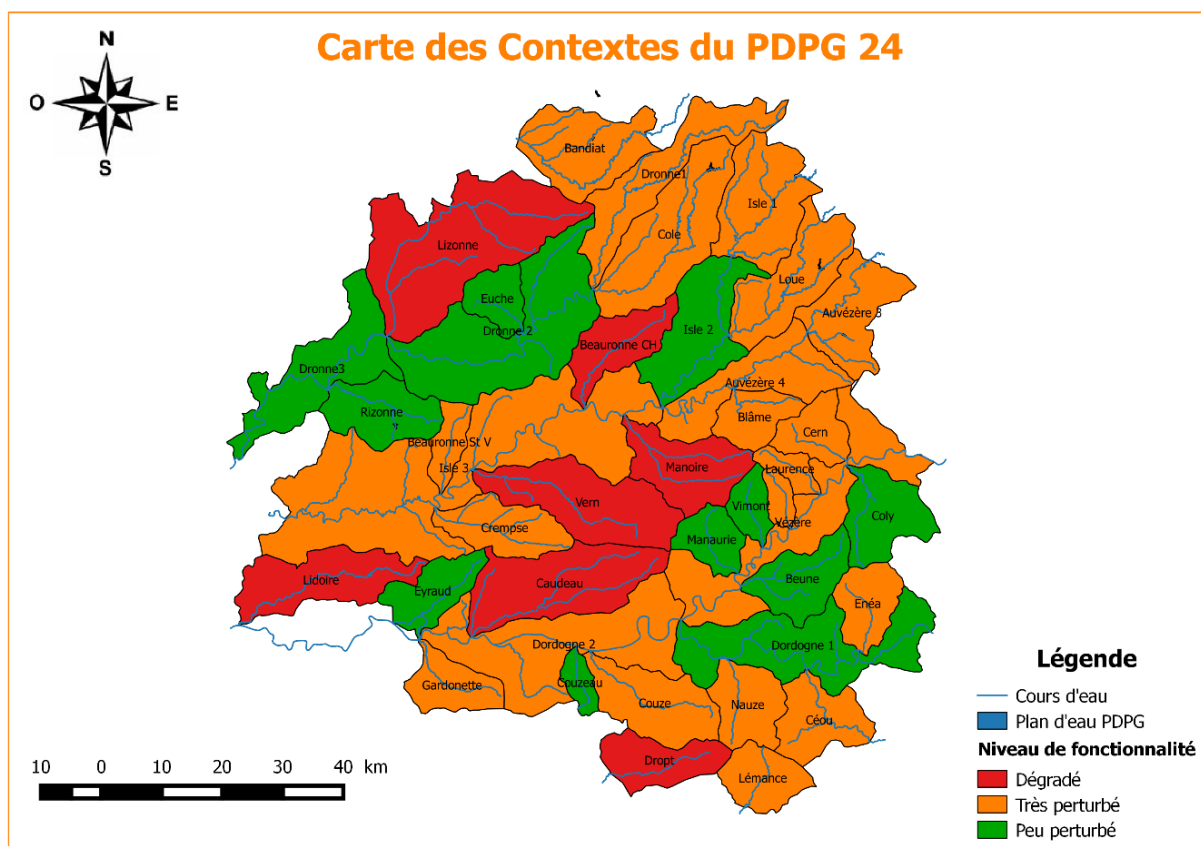 Carte des Contextes du PDPG 24
N
O
E
S
Bandiat
Dronne1
Isle 1
Cole
Lizonne
Loue
Euche
Auvézère 3
Dronne 2
Isle 2
Beauronne CH
Dronne3
Auvézère 4
Rizonne
Blâme
Cern
Beauronne St V
Isle 3
Manoire
Laurence
Vern
Vimont
Coly
Vézère
Crempse
Manaurie
Lidoire
Caudeau
Beune
Eyraud
Enéa
Dordogne 2
Dordogne 1
Gardonette
Couzeau
Couze
Nauze
Céou
Dropt
Lémance
10 0 10 20 30 40 km
Légende
Cours d'eau
Plan d'eau PDPG
Niveau de fonctionnalité
Dégradé
Très perturbé
Peu perturbé